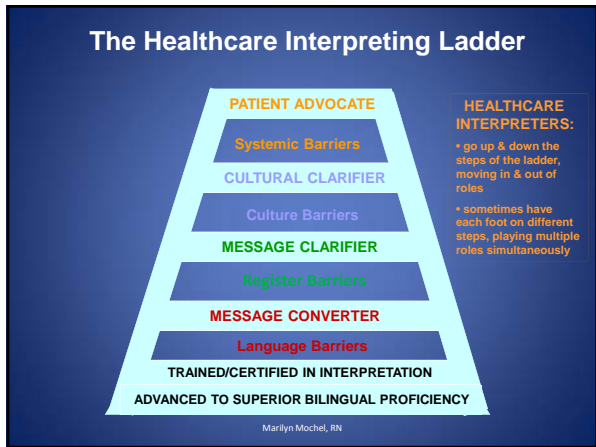 The Healthcare Interpreting Ladder
PATIENT ADVOCATE
Systemic Barriers
CULTURAL CLARIFIER
Culture Barriers
MESSAGE CLARIFIER
Register Barriers
MESSAGE CONVERTER
Language Barriers
TRAINED/CERTIFIED IN INTERPRETATION
ADVANCED TO SUPERIOR BILINGUAL PROFICIENCY
HEALTHCARE
INTERPRETERS:
• go up & down the
steps of the ladder,
moving in & out of
roles
• sometimes have
each foot on different
steps, playing multiple
roles simultaneously
Marilyn Mochel, RN